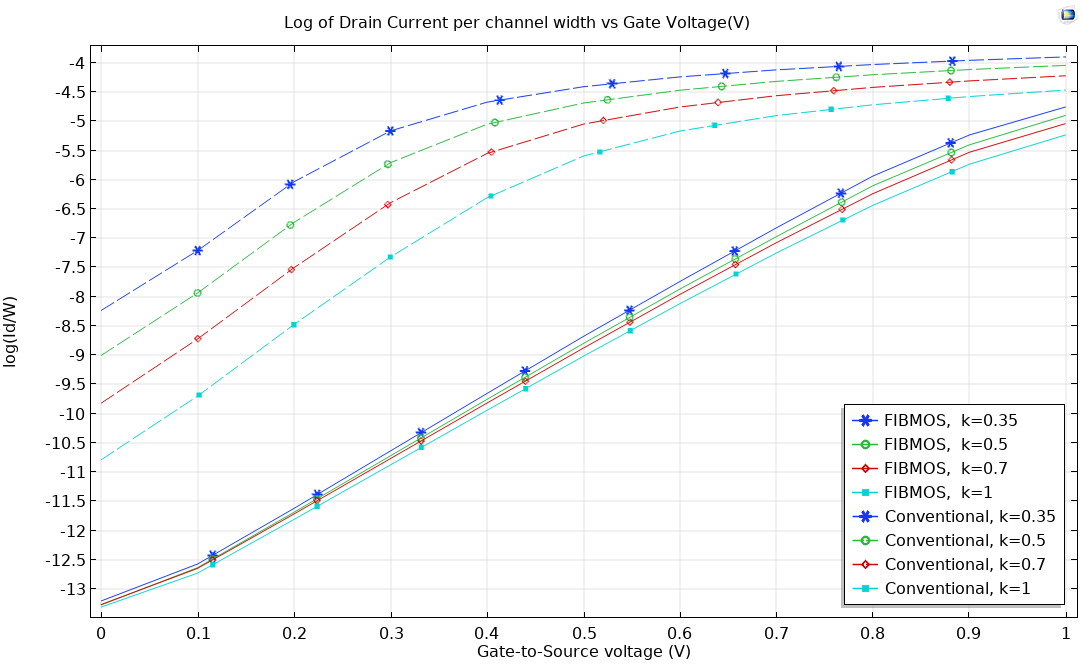 Log of Drain Current per channel width vs Gate Voltage(V)
-4
-4.5
-5
-5.5
-6
-6.5
-7
-7.5
-8
-8.5
-9
-9.5
-10
-10.5
-11
-11.5
-12
-12.5
-13
log(Id/W)
FIBMOS, k=0.35
FIBMOS, k=0.5
FIBMOS, k=0.7
FIBMOS, k=1
Conventional, k=0.35
Conventional, k=0.5
Conventional, k=0.7
Conventional, k=1
0 0.1 0.2 0.3 0.4 0.5 0.6 0.7 0.8 0.9 1
Gate-to-Source voltage (V)